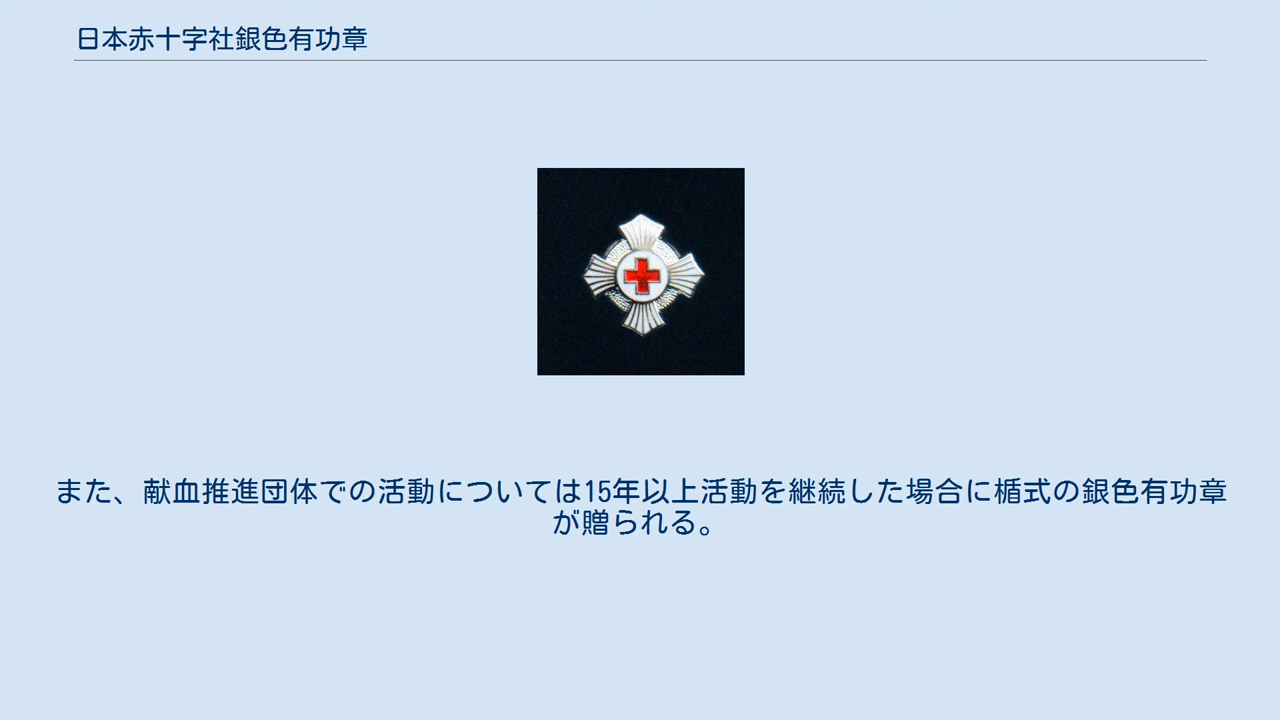 日本赤十字社銀色有功章
また、献血推進団体での活動については15年以上活動を継続した場合に楯式の銀色有功章
が贈られる。